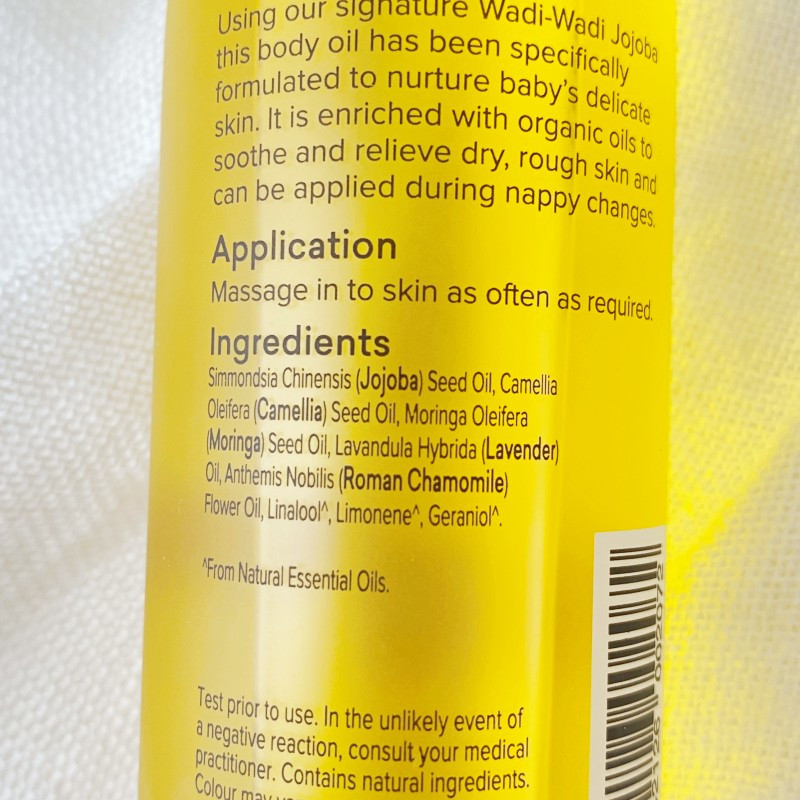 Using our signature Wadi-Wadi Jojoba
this body oil has been specifically
formulated to nurture baby's delicate
skin. It is enriched with organic oils to
soothe and relieve dry, rough skin and
can be applied during nappy changes.
Application
Massage in to skin as often as required.
Ingredients
Simmondsia Chinensis (Jojoba) Seed Oil, Camellia
Oleifera (Camellia) Seed Oil, Moringa Oleifera
(Moringa) Seed Oil, Lavandula Hybrida (Lavender)
Oil, Anthemis Nobilis (Roman Chamomile)
Flower Oil, Linalool^, Limonene^, Geraniol^.
^From Natural Essential Oils.
Test prior to use. In the unlikely event of
a negative reaction, consult your medical
practitioner. Contains natural ingredients.
Colour may
2126 002072